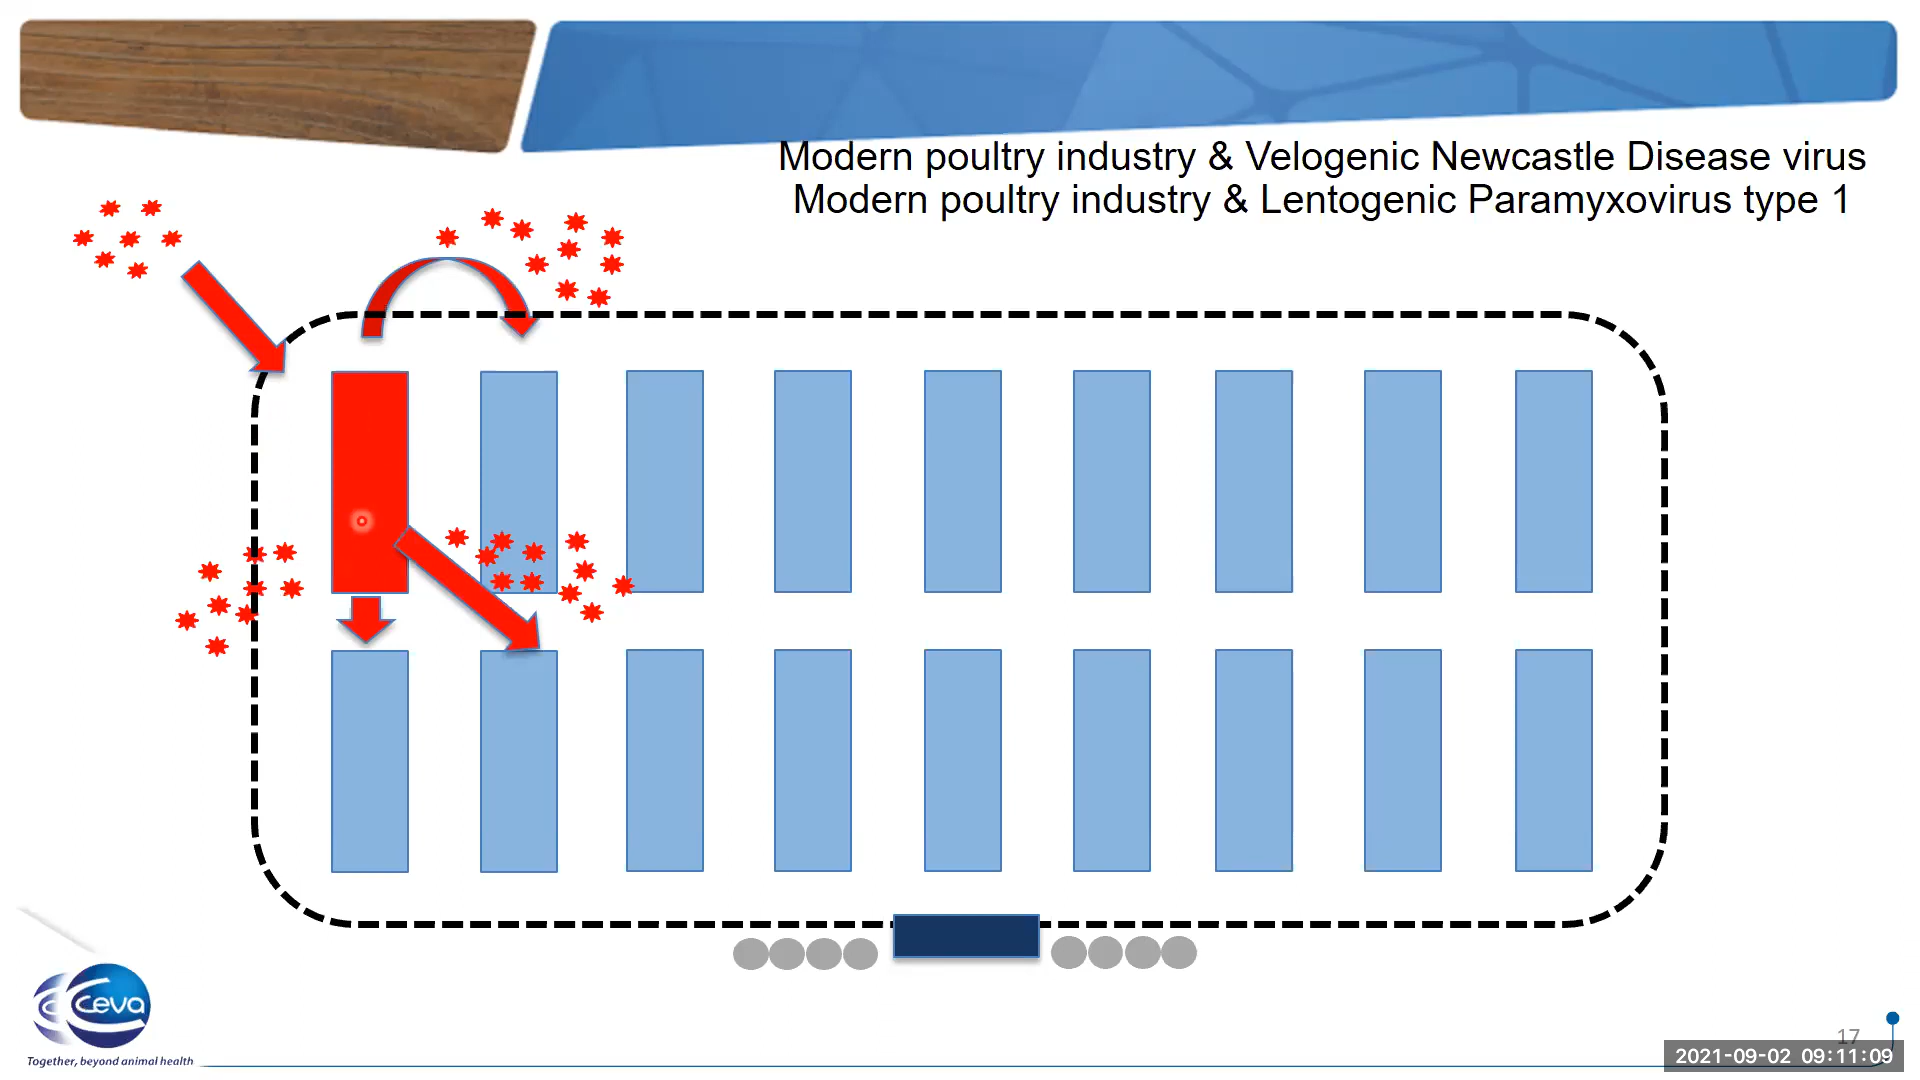 Modern poultry industry & Velogenic Newcastle Disease virus
Modern poultry industry & Lentogenic Paramyxovirus type 1
Ceva
Together, beyond animal health
17
2021-09-02 09:11:09